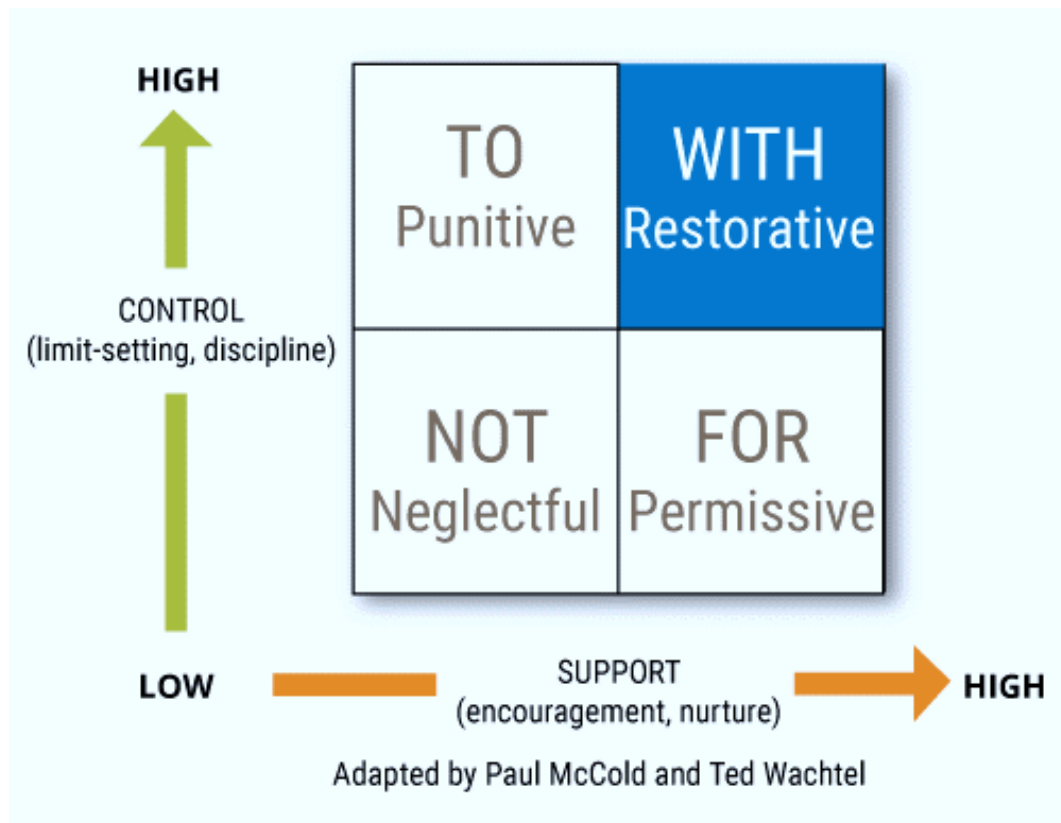 HIGH
TO
Punitive
WITH
Restorative
CONTROL
(limit-setting, discipline)
NOT
Neglectful
FOR
Permissive
LOW
SUPPORT
(encouragement, nurture)
HIGH
Adapted by Paul McCold and Ted Wachtel